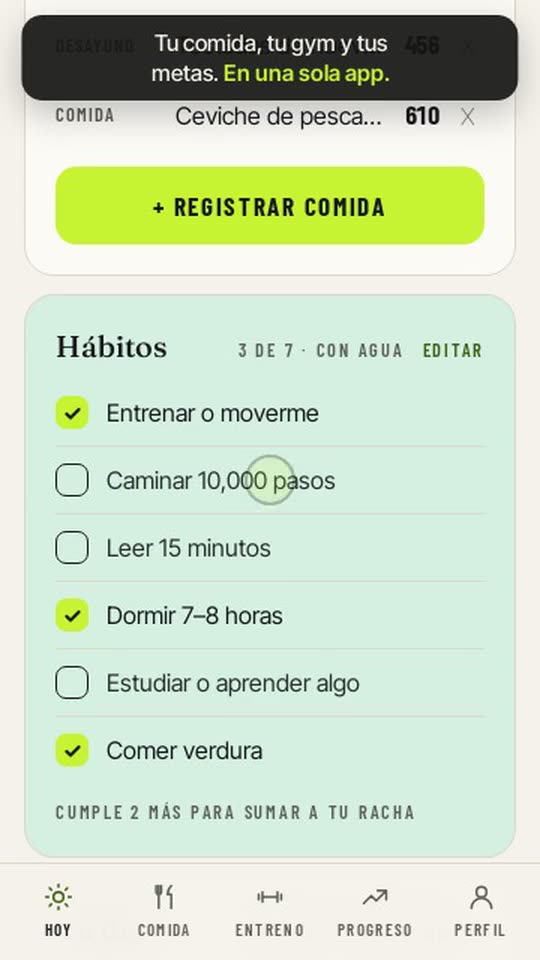 Tu comida, tu gym y tus
metas. En una sola app.
DESAYUNO 456 X
COMIDA Ceviche de pesca... 610 X
+ REGISTRAR COMIDA
Hábitos 3 DE 7 · CON AGUA EDITAR
Entrenar o moverme
Caminar 10,000 pasos
Leer 15 minutos
Dormir 7–8 horas
Estudiar o aprender algo
Comer verdura
CUMPLE 2 MÁS PARA SUMAR A TU RACHA
HOY COMIDA ENTRENO PROGRESO PERFIL